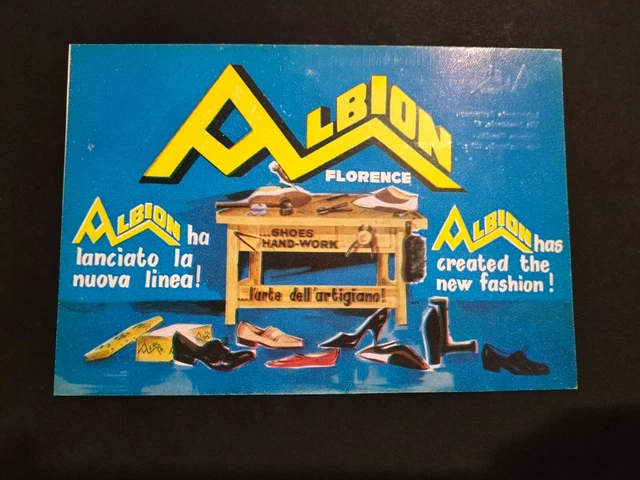 ALBION
FLORENCE
ALBION ha
lanciato la
nuova linea!
...SHOES
HAND-WORK
...l'arte dell'artigiano!
ALBION has
created the
new fashion!